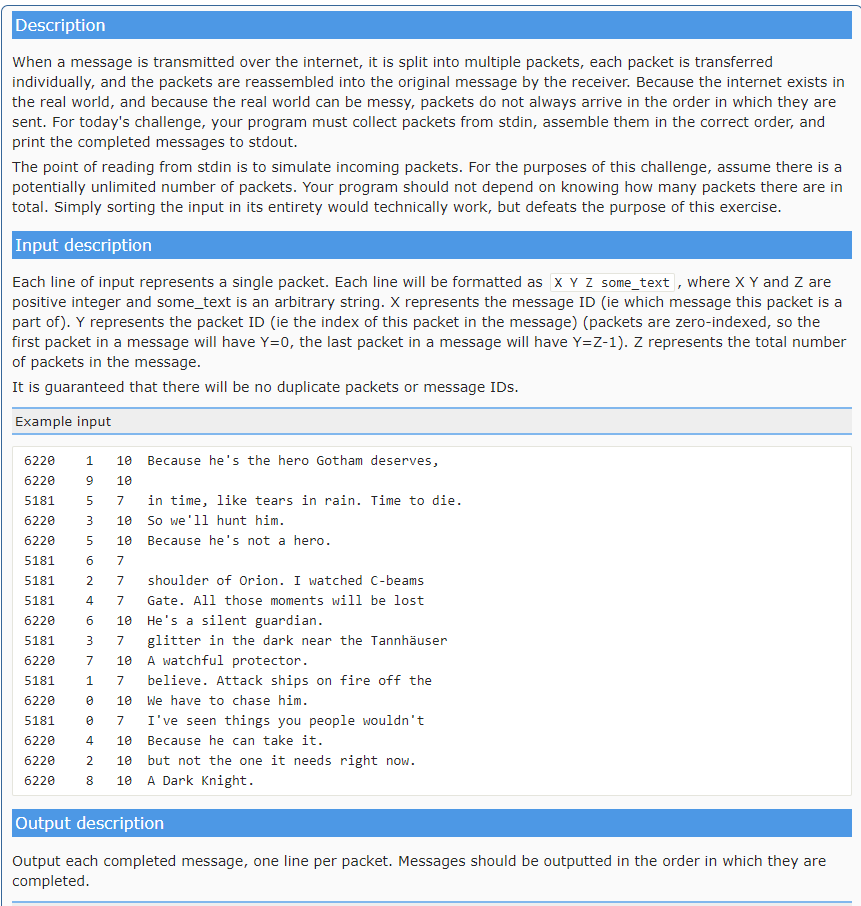 Description
When a message is transmitted over the internet, it is split into multiple packets, each packet is transferred
individually, and the packets are reassembled into the original message by the receiver. Because the internet exists in
the real world, and because the real world can be messy, packets do not always arrive in the order in which they are
sent. For today's challenge, your program must collect packets from stdin, assemble them in the correct order, and
print the completed messages to stdout.
The point of reading from stdin is to simulate incoming packets. For the purposes of this challenge, assume there is a
potentially unlimited number of packets. Your program should not depend on knowing how many packets there are in
total. Simply sorting the input in its entirety would technically work, but defeats the purpose of this exercise.
Input description
Each line of input represents a single packet. Each line will be formatted as X Y Z some_text, where X Y and Z are
positive integer and some_text is an arbitrary string. X represents the message ID (ie which message this packet is a
part of). Y represents the packet ID (ie the index of this packet in the message) (packets are zero-indexed, so the
first packet in a message will have Y=0, the last packet in a message will have Y=Z-1). Z represents the total number
of packets in the message.
It is guaranteed that there will be no duplicate packets or message IDs.
Example input
6220 1 10 Because he's the hero Gotham deserves,
6220 9 10
5181 5 7 in time, like tears in rain. Time to die.
6220 3 10 So we'll hunt him.
6220 5 10 Because he's not a hero.
5181 6 7
5181 2 7 shoulder of Orion. I watched C-beams
5181 4 7 Gate. All those moments will be lost
6220 6 10 He's a silent guardian.
5181 3 7 glitter in the dark near the Tannhäuser
6220 7 10 A watchful protector.
5181 1 7 believe. Attack ships on fire off the
6220 0 10 We have to chase him.
5181 0 7 I've seen things you people wouldn't
6220 4 10 Because he can take it.
6220 2 10 but not the one it needs right now.
6220 8 10 A Dark Knight.
Output description
Output each completed message, one line per packet. Messages should be outputted in the order in which they are
completed.